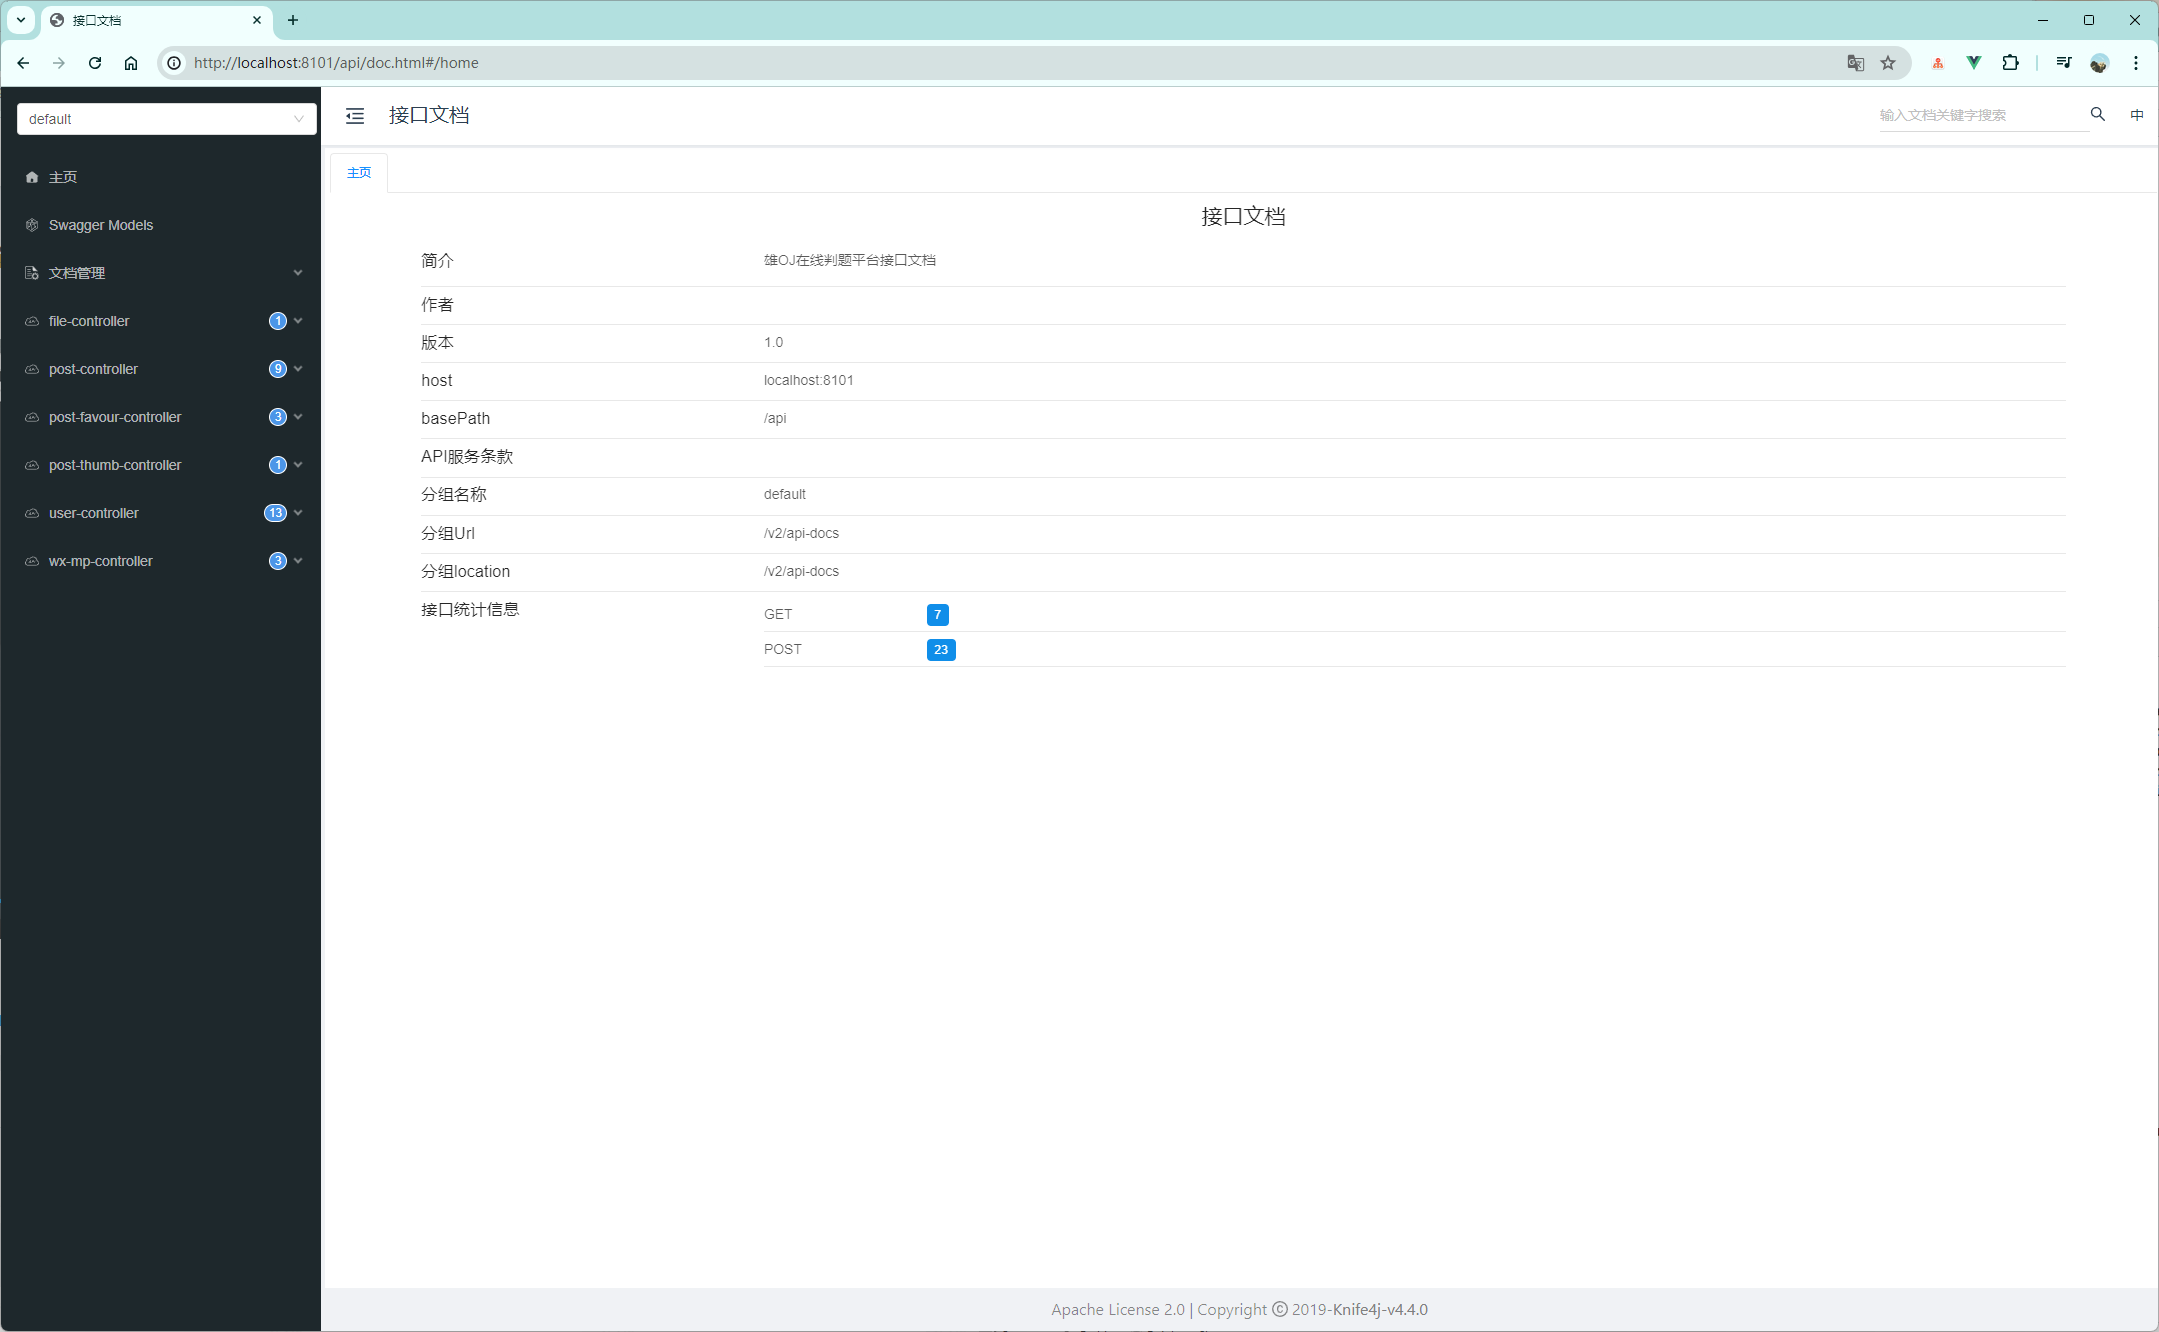 接口文档
http://localhost:8101/api/doc.html#/home
default
接口文档
输入文档关键字搜索
中
主页
Swagger Models
文档管理
file-controller 1
post-controller 9
post-favour-controller 3
post-thumb-controller 1
user-controller 13
wx-mp-controller 3
主页
接口文档
简介 雄OJ在线判题平台接口文档
作者
版本 1.0
host localhost:8101
basePath /api
API服务条款
分组名称 default
分组Url /v2/api-docs
分组location /v2/api-docs
接口统计信息 GET 7
POST 23
Apache License 2.0 | Copyright © 2019-Knife4j-v4.4.0